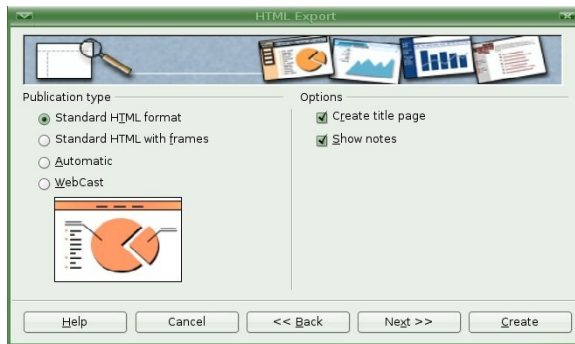 HTML Export
Publication type
Standard HTML format
Standard HTML with frames
Automatic
WebCast
Options
Create title page
Show notes
Help
Cancel
<< Back
Next >>
Create